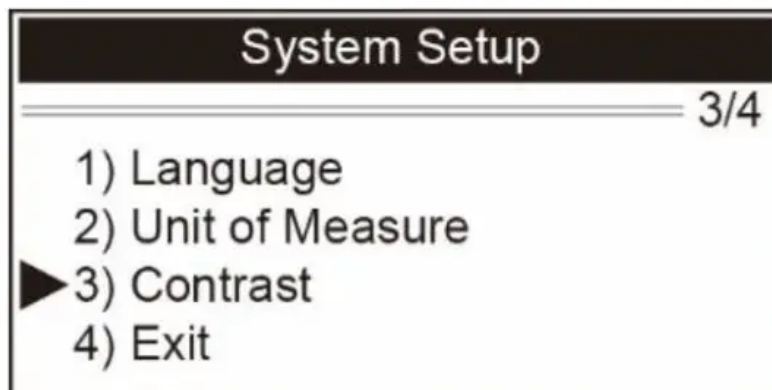 System Setup
3/4
1) Language
2) Unit of Measure
3) Contrast
4) Exit